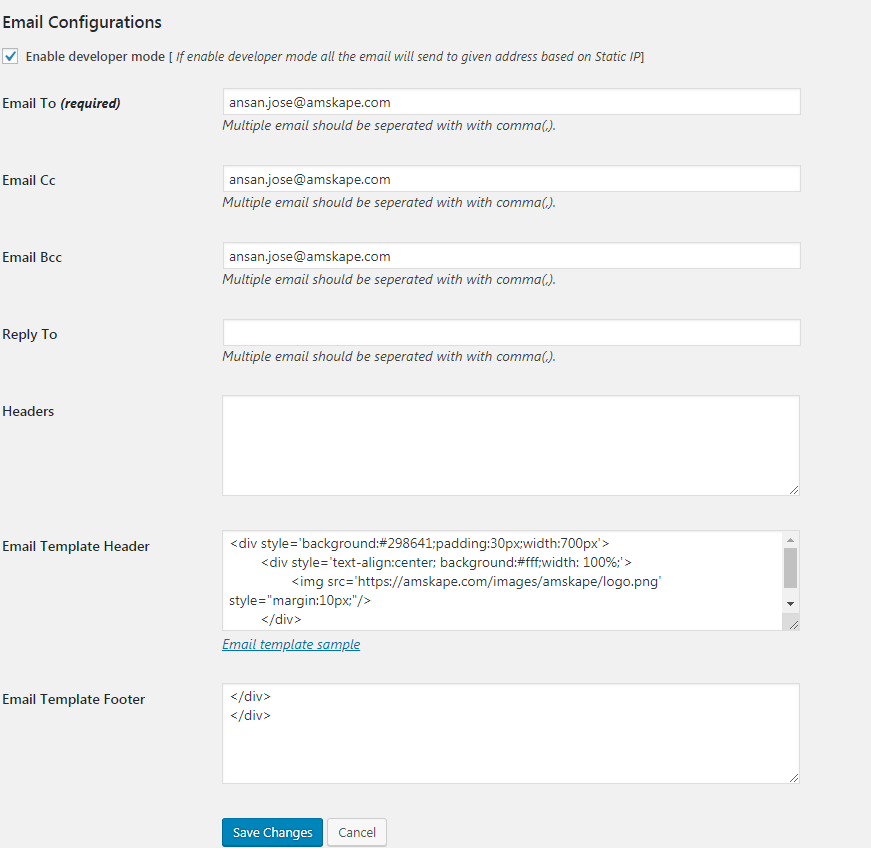 Email Configurations
Enable developer mode [ If enable developer mode all the email will send to given address based on Static IP]
Email To (required)
ansan.jose@amskape.com
Multiple email should be seperated with with comma(,).
Email Cc
ansan.jose@amskape.com
Multiple email should be seperated with with comma(,).
Email Bcc
ansan.jose@amskape.com
Multiple email should be seperated with with comma(,).
Reply To
Multiple email should be seperated with with comma(,).
Headers
Email Template Header
<div style='background:#298641;padding:30px;width:700px'>
<div style='text-align:center; background:#fff;width: 100%;'>
<img src='https://amskape.com/images/amskape/logo.png'
style="margin:10px;"/>
</div>
Email template sample
Email Template Footer
</div>
</div>
Save Changes Cancel